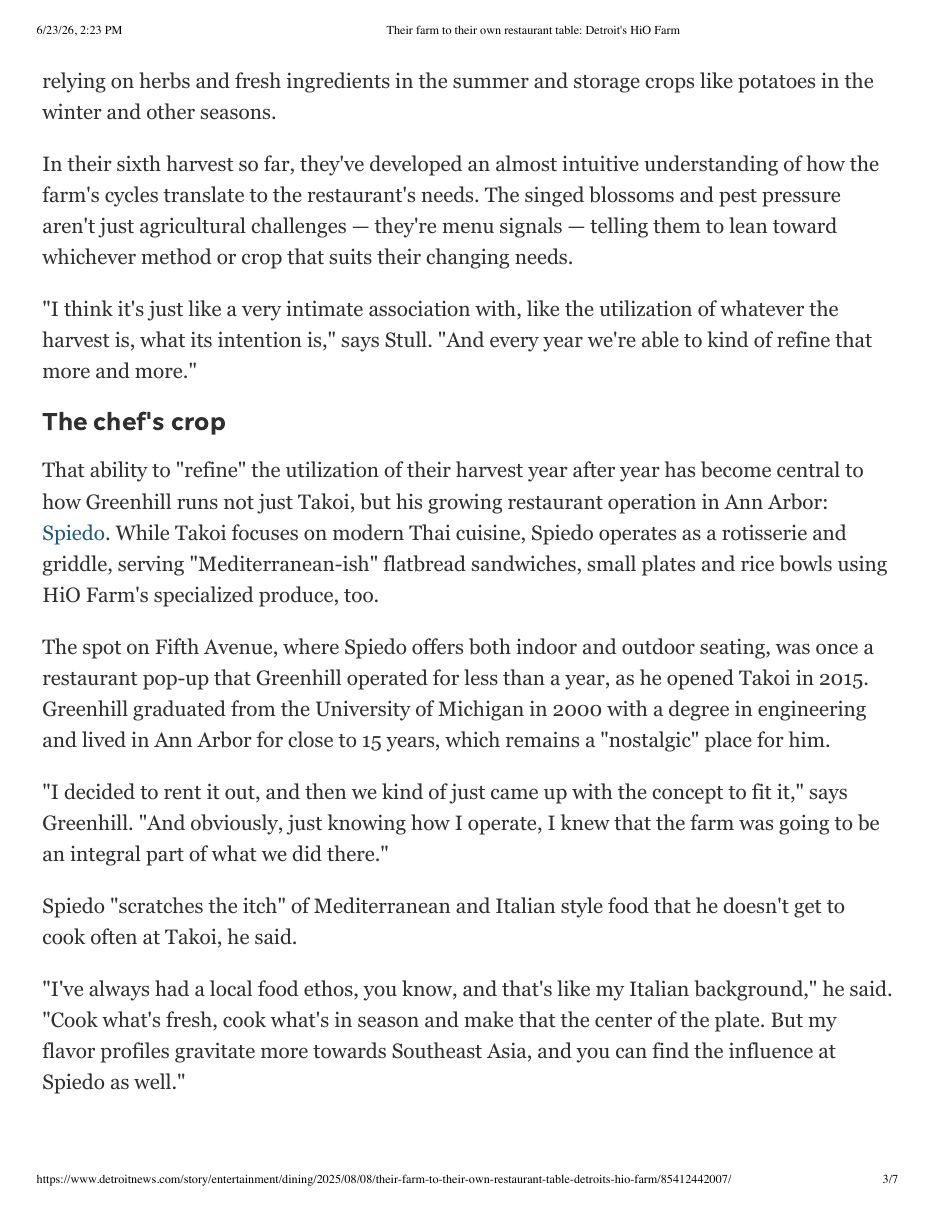 6/23/26, 2:23 PM
Their farm to their own restaurant table: Detroit's HiO Farm
relying on herbs and fresh ingredients in the summer and storage crops like potatoes in the
winter and other seasons.
In their sixth harvest so far, they've developed an almost intuitive understanding of how the
farm's cycles translate to the restaurant's needs. The singed blossoms and pest pressure
aren't just agricultural challenges — they're menu signals — telling them to lean toward
whichever method or crop that suits their changing needs.
"I think it's just like a very intimate association with, like the utilization of whatever the
harvest is, what its intention is," says Stull. "And every year we're able to kind of refine that
more and more."
The chef's crop
That ability to "refine" the utilization of their harvest year after year has become central to
how Greenhill runs not just Takoi, but his growing restaurant operation in Ann Arbor:
Spiedo. While Takoi focuses on modern Thai cuisine, Spiedo operates as a rotisserie and
griddle, serving "Mediterranean-ish" flatbread sandwiches, small plates and rice bowls using
HiO Farm's specialized produce, too.
The spot on Fifth Avenue, where Spiedo offers both indoor and outdoor seating, was once a
restaurant pop-up that Greenhill operated for less than a year, as he opened Takoi in 2015.
Greenhill graduated from the University of Michigan in 2000 with a degree in engineering
and lived in Ann Arbor for close to 15 years, which remains a "nostalgic" place for him.
"I decided to rent it out, and then we kind of just came up with the concept to fit it," says
Greenhill. "And obviously, just knowing how I operate, I knew that the farm was going to be
an integral part of what we did there."
Spiedo "scratches the itch" of Mediterranean and Italian style food that he doesn't get to
cook often at Takoi, he said.
"I've always had a local food ethos, you know, and that's like my Italian background," he said.
"Cook what's fresh, cook what's in season and make that the center of the plate. But my
flavor profiles gravitate more towards Southeast Asia, and you can find the influence at
Spiedo as well."
https://www.detroitnews.com/story/entertainment/dining/2025/08/08/their-farm-to-their-own-restaurant-table-detroits-hio-farm/85412442007/
3/7